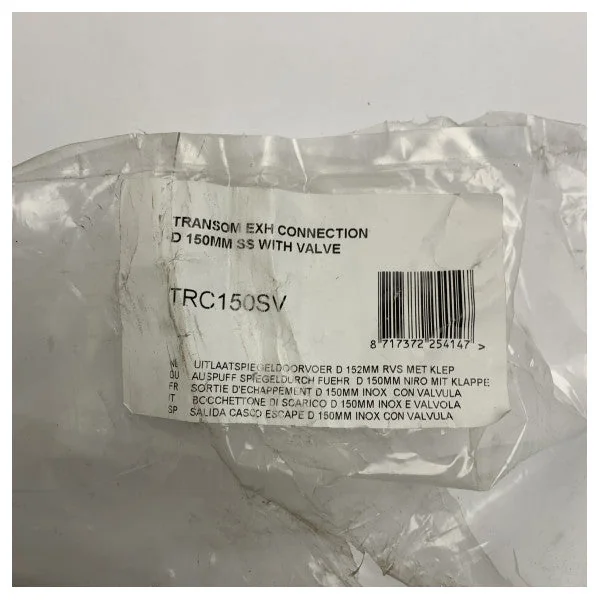 TRANSOM EXH CONNECTION
D 150MM SS WITH VALVE
TRC150SV
8 717372 254147 >
NL UITLAATSPIEGELDOORVOER D 152MM RVS MET KLEP
DU AUSPUFF SPIEGELDURCH FUEHR D 150MM NIRO MIT KLAPPE
FR SORTIE D'ECHAPPEMENT D 150MM INOX CON VALVULA
IT BOCCHETTONE DI SCARICO D 150MM INOX E VALVOLA
SP SALIDA CASCO ESCAPE D 150MM INOX CON VALVULA